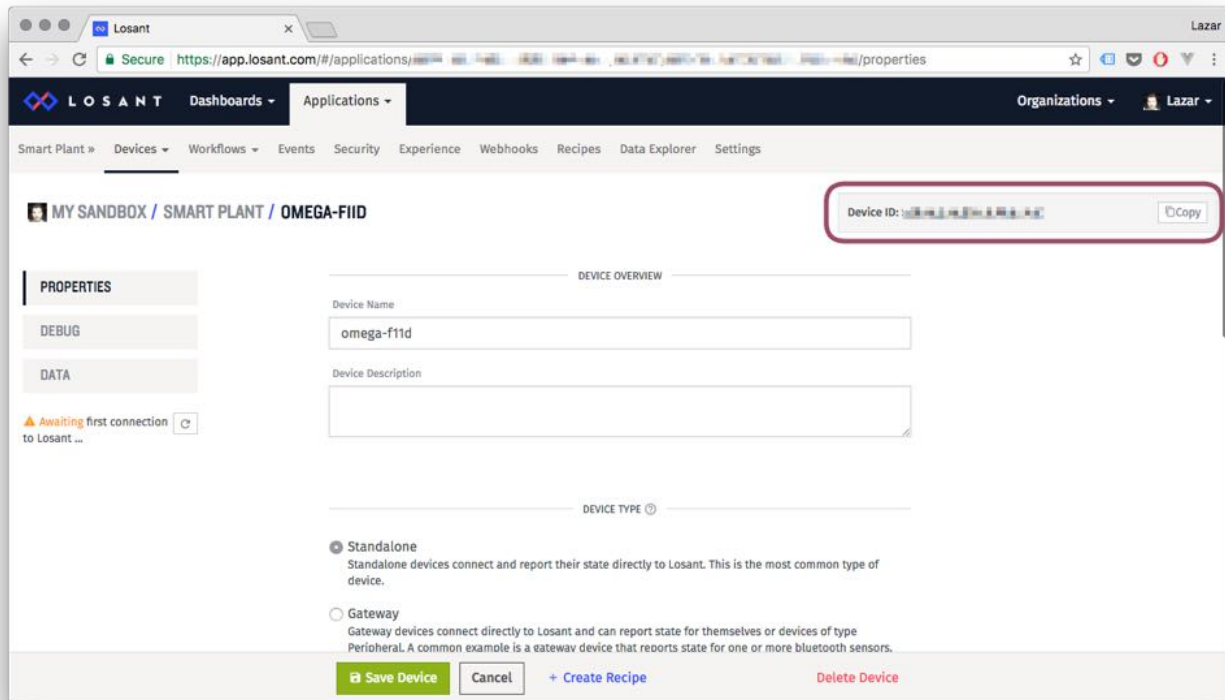 Losant
Lazar
Secure https://app.losant.com/#/applications/ /properties
LOSANT Dashboards Applications Organizations Lazar
Smart Plant » Devices Workflows Events Security Experience Webhooks Recipes Data Explorer Settings
MY SANDBOX / SMART PLANT / OMEGA-F11D
Device ID:
Copy
PROPERTIES
DEBUG
DATA
Awaiting first connection
to Losant ...
DEVICE OVERVIEW
Device Name
omega-f11d
Device Description
DEVICE TYPE
Standalone
Standalone devices connect and report their state directly to Losant. This is the most common type of
device.
Gateway
Gateway devices connect directly to Losant and can report state for themselves or devices of type
Peripheral. A common example is a gateway device that reports state for one or more bluetooth sensors.
Save Device Cancel + Create Recipe Delete Device